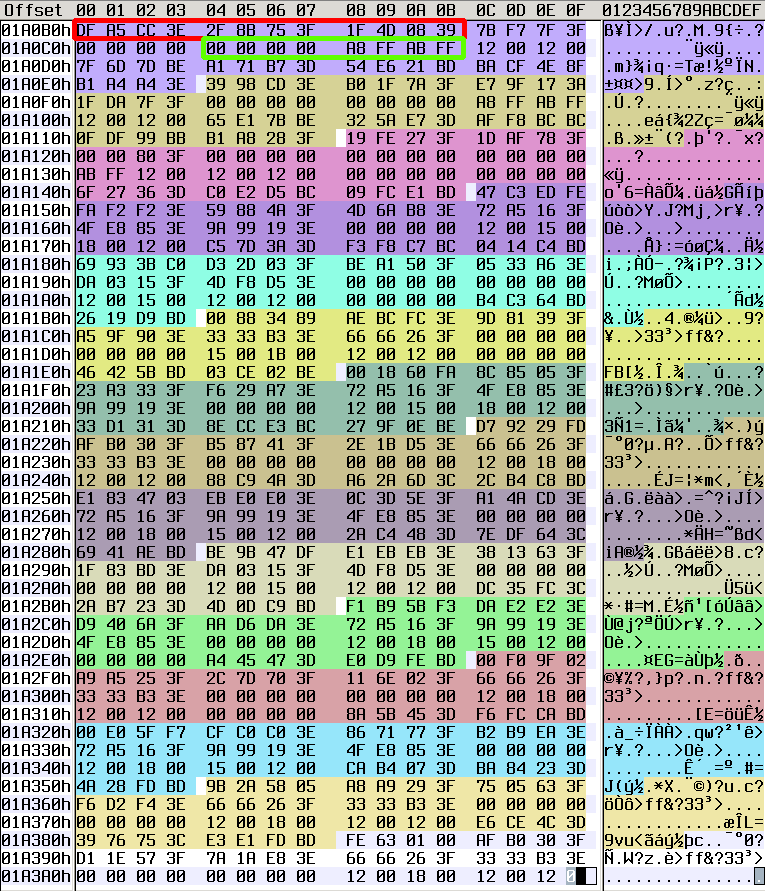 Offset 00 01 02 03 04 05 06 07 08 09 0A 0B 0C 0D 0E 0F 0123456789ABCDEF
01A0B0h DF A5 CC 3E 2F 8B 75 3F 1F 4D 08 39 7B F7 7F 3F ß¥Ì>/.u?.M.9{÷.?
01A0C0h 00 00 00 00 00 00 00 00 A8 FF AB FF 12 00 12 00 ........¨ÿ«ÿ....
01A0D0h 7F 6D 7D BE A1 71 B7 3D 54 E6 21 BD BA CF 4E 8F .m}¾¡q·=Tæ!½ºÏN.
01A0E0h B1 A4 A4 3E 39 98 CD 3E B0 1F 7A 3F E7 9F 17 3A ±¤¤>9.Í>°.z?ç..:
01A0F0h 1F DA 7F 3F 00 00 00 00 00 00 00 00 A8 FF AB FF .Ú.?........¨ÿ«ÿ
01A100h 12 00 12 00 65 E1 7B BE 32 5A E7 3D AF F8 BC BC ....eá{¾2Zç=¯ø¼¼
01A110h 0F DF 99 BB B1 A8 28 3F 19 FE 27 3F 1D AF 78 3F .ß.»±¨(?.þ'?.¯x?
01A120h 00 00 80 3F 00 00 00 00 00 00 00 00 00 00 A8 FF ...?..........¨ÿ
01A130h AB FF 12 00 12 00 12 00 00 00 00 00 00 00 00 00 «ÿ..............
01A140h 6F 27 36 3D C0 E2 D5 BC 09 FC E1 BD 47 C3 ED FE o'6=ÀâÕ¼.üá½GÃíþ
01A150h FA F2 F2 3E 59 88 4A 3F 4D 6A B8 3E 72 A5 16 3F úòò>Y.J?Mj¸>r¥.?
01A160h 4F E8 85 3E 9A 99 19 3E 00 00 00 00 12 00 15 00 Oè.>...>........
01A170h 18 00 12 00 C5 7D 3A 3D F3 F8 C7 BC 04 14 C4 BD ....Å}:=óøÇ¼..Ä½
01A180h 69 93 3B C0 D3 2D 03 3F BE A1 50 3F 05 33 A6 3E i.;ÀÓ-.?¾¡P?.3¦>
01A190h DA 03 15 3F 4D F8 D5 3E 00 00 00 00 00 00 00 00 Ú..?MøÕ>........
01A1A0h 12 00 15 00 12 00 12 00 00 00 00 00 B4 C3 64 BD ............´Ãd½
01A1B0h 26 19 D9 BD 00 88 34 89 AE BC FC 3E 9D 81 39 3F &.Ù½..4.®¼ü>..9?
01A1C0h A5 9F 90 3E 33 33 B3 3E 66 66 26 3F 00 00 00 00 ¥..>33³>ff&?....
01A1D0h 00 00 00 00 15 00 1B 00 12 00 12 00 00 00 00 00 ................
01A1E0h 46 42 5B BD 03 CE 02 BE 00 18 60 FA 8C 85 05 3F FB[½.Î.¾..`ú...?
01A1F0h 23 A3 33 3F F6 29 A7 3E 72 A5 16 3F 4F E8 85 3E #£3?ö)§>r¥.?Oè.>
01A200h 9A 99 19 3E 00 00 00 00 12 00 15 00 18 00 12 00 ...>............
01A210h 33 D1 31 3D 8E CC E3 BC 27 9F 0E BE D7 92 29 FD 3Ñ1=.Ìã¼'..¾×.)ý
01A220h AF B0 30 3F B5 87 41 3F 2E 1B D5 3E 66 66 26 3F ¯°0?µ.A?..Õ>ff&?
01A230h 33 33 B3 3E 00 00 00 00 00 00 00 00 12 00 18 00 33³>............
01A240h 12 00 12 00 88 C9 4A 3D A6 2A 6D 3C 2C B4 C8 BD .....ÉJ=¦*m<,´È½
01A250h E1 83 47 03 EB E0 E0 3E 0C 3D 5E 3F A1 4A CD 3E á.G.ëàà>.=^?¡JÍ>
01A260h 72 A5 16 3F 9A 99 19 3E 4F E8 85 3E 00 00 00 00 r¥.?...>Oè.>....
01A270h 12 00 18 00 15 00 12 00 2A C4 48 3D 7E DF 64 3C ........*ÄH=~ßd<
01A280h 69 41 AE BD BE 9B 47 DF E1 EB EB 3E 38 13 63 3F iA®½¾.Gßáëë>8.c?
01A290h 1F 83 BD 3E DA 03 15 3F 4D F8 D5 3E 00 00 00 00 ..½>Ú..?MøÕ>....
01A2A0h 00 00 00 00 12 00 15 00 12 00 12 00 DC 35 FC 3C ............Ü5ü<
01A2B0h 2A B7 23 3D 4D 0D C9 BD F1 B9 5B F3 DA E2 E2 3E *·#=M.É½ñ¹[óÚââ>
01A2C0h D9 40 6A 3F AA D6 DA 3E 72 A5 16 3F 9A 99 19 3E Ù@j?ªÖÚ>r¥.?...>
01A2D0h 4F E8 85 3E 00 00 00 00 12 00 18 00 15 00 12 00 Oè.>............
01A2E0h 00 00 00 00 A4 45 47 3D E0 D9 FE BD 00 F0 9F 02 ....¤EG=àÙþ½.ð..
01A2F0h A9 A5 25 3F 2C 7D 70 3F 11 6E 02 3F 66 66 26 3F ©¥%?,}p?.n.?ff&?
01A300h 33 33 B3 3E 00 00 00 00 00 00 00 00 12 00 18 00 33³>............
01A310h 12 00 12 00 00 00 00 00 8A 5B 45 3D F6 FC CA BD .........[E=öüÊ½
01A320h 00 E0 5F F7 CF C0 C0 3E 86 71 77 3F B2 B9 EA 3E .à_÷ÏÀÀ>.qw?²¹ê>
01A330h 72 A5 16 3F 9A 99 19 3E 4F E8 85 3E 00 00 00 00 r¥.?...>Oè.>....
01A340h 12 00 18 00 15 00 12 00 CA B4 07 3D BA 84 23 3D ........Ê´.=º.#=
01A350h 4A 28 FD BD 9B 2A 58 05 A8 A9 29 3F 75 05 63 3F J(ý½.*X.¨©)?u.c?
01A360h F6 D2 F4 3E 66 66 26 3F 33 33 B3 3E 00 00 00 00 öÒô>ff&?33³>....
01A370h 00 00 00 00 12 00 18 00 12 00 12 00 E6 CE 4C 3D ............æÎL=
01A380h 39 76 75 3C E3 E1 FD BD FE 63 01 00 AF B0 30 3F 9vu<ãáý½þc..¯°0?
01A390h D1 1E 57 3F 7A 1A E8 3E 66 66 26 3F 33 33 B3 3E Ñ.W?z.è>ff&?33³>
01A3A0h 00 00 00 00 00 00 00 00 12 00 18 00 12 00 12 0 ................